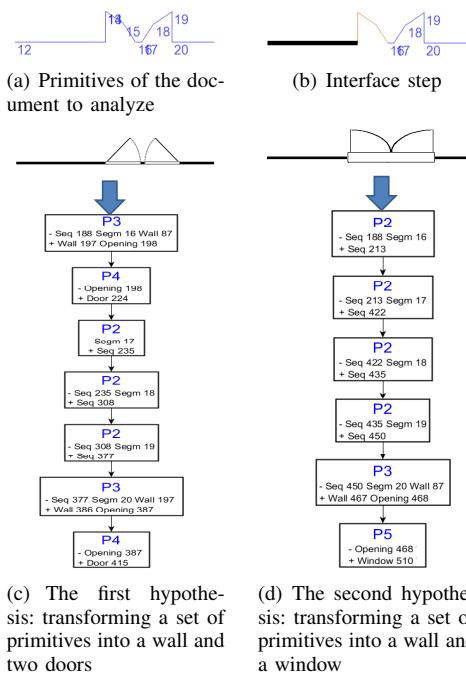 12 13 14 15 16 17 18 19 20
16 17 18 19 20
(a) Primitives of the doc-
ument to analyze
(b) Interface step
P3
- Seq 188 Segm 16 Wall 87
+ Wall 197 Opening 198
P4
- Opening 198
+ Door 224
P2
Segm 17
+ Seq 235
P2
- Seq 235 Segm 18
+ Seq 308
P2
- Seq 308 Segm 19
+ Seq 377
P3
- Seq 377 Segm 20 Wall 197
+ Wall 386 Opening 387
P4
- Opening 387
+ Door 415
P2
- Seq 188 Segm 16
+ Seq 213
P2
- Seq 213 Segm 17
+ Seq 422
P2
- Seq 422 Segm 18
+ Seq 435
P2
- Seq 435 Segm 19
+ Seq 450
P3
- Seq 450 Segm 20 Wall 87
+ Wall 467 Opening 468
P5
- Opening 468
+ Window 510
(c) The first hypothe-
sis: transforming a set of
primitives into a wall and
two doors
(d) The second hypothe
sis: transforming a set o
primitives into a wall an
a window